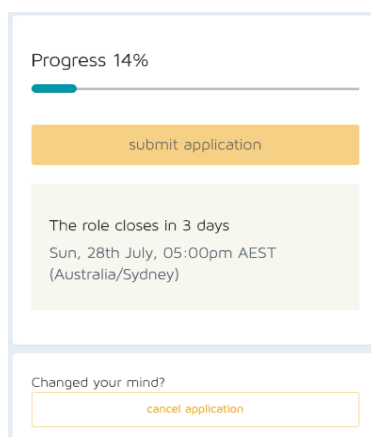 Progress 14%
submit application
The role closes in 3 days
Sun, 28th July, 05:00pm AEST
(Australia/Sydney)
Changed your mind?
cancel application